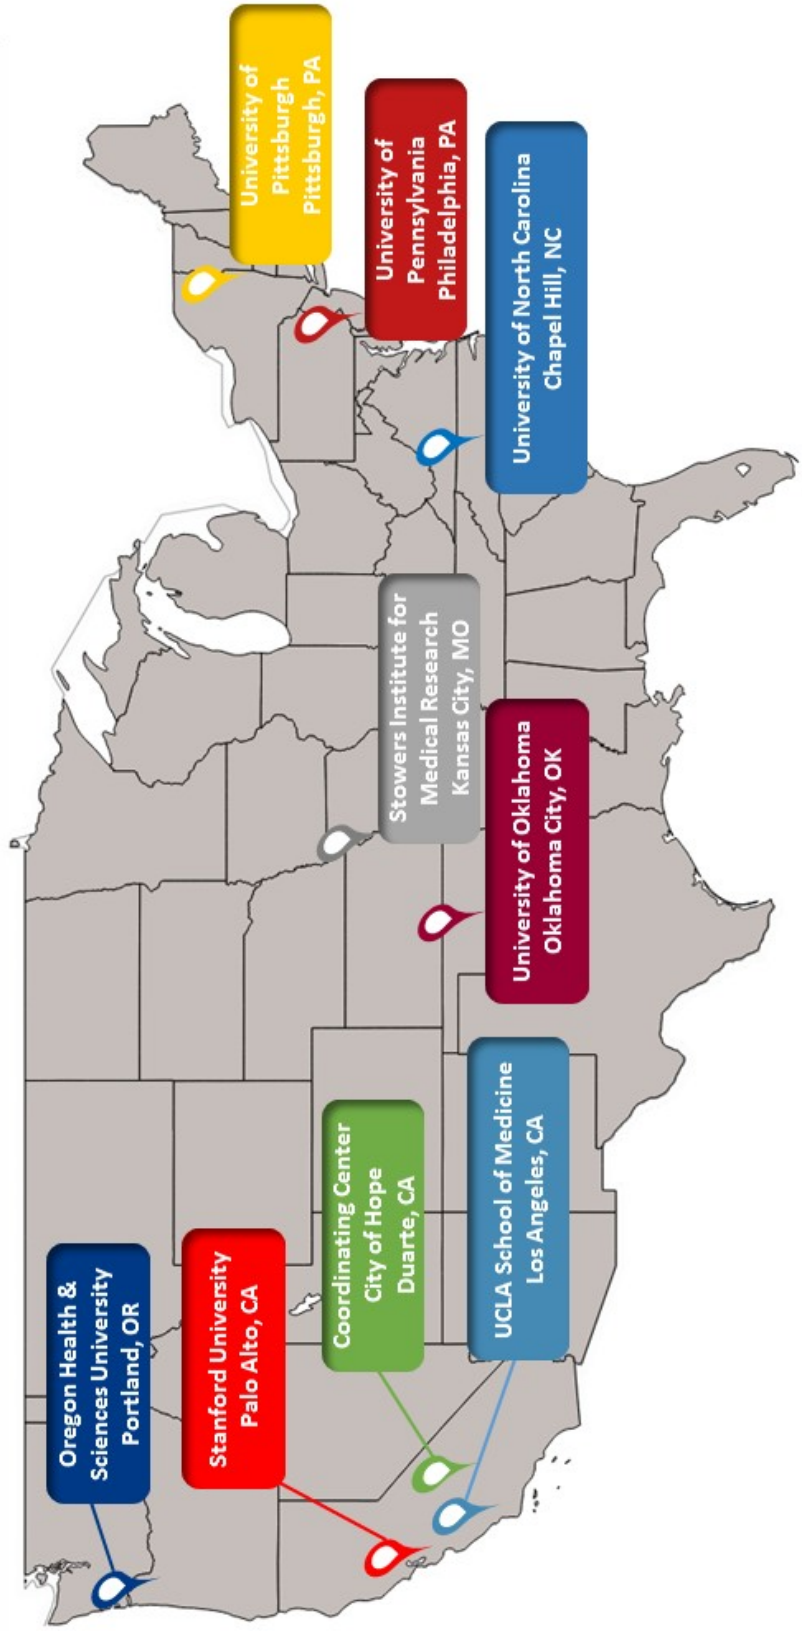 Oregon Health &
Sciences University
Portland, OR
Stanford University
Palo Alto, CA
Coordinating Center
City of Hope
Duarte, CA
UCLA School of Medicine
Los Angeles, CA
University of Oklahoma
Oklahoma City, OK
Stowers Institute for
Medical Research
Kansas City, MO
University of North Carolina
Chapel Hill, NC
University of
Pennsylvania
Philadelphia, PA
University of
Pittsburgh
Pittsburgh, PA